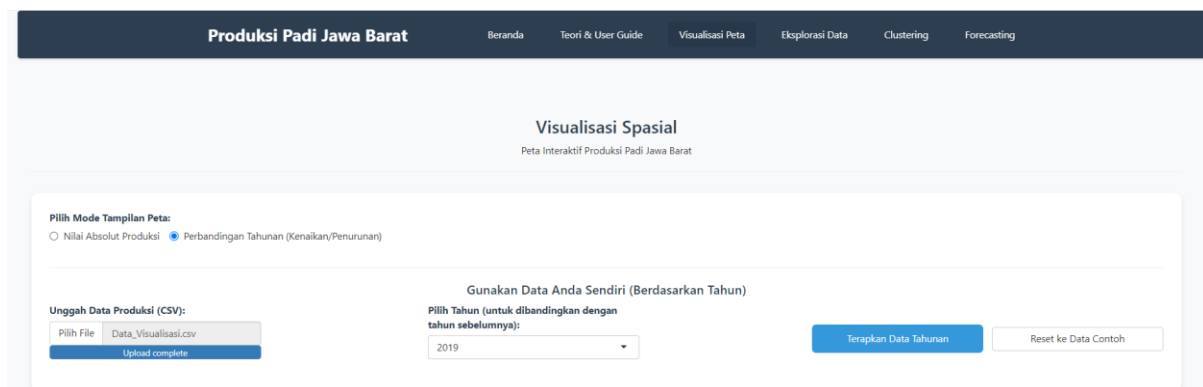 Produksi Padi Jawa Barat
Beranda
Teori & User Guide
Visualisasi Peta
Eksplorasi Data
Clustering
Forecasting
Visualisasi Spasial
Peta Interaktif Produksi Padi Jawa Barat
Pilih Mode Tampilan Peta:
Nilai Absolut Produksi
Perbandingan Tahunan (Kenaikan/Penurunan)
Gunakan Data Anda Sendiri (Berdasarkan Tahun)
Unggah Data Produksi (CSV):
Pilih File
Data_Visualisasi.csv
Upload complete
Pilih Tahun (untuk dibandingkan dengan
tahun sebelumnya):
2019
Terapkan Data Tahunan
Reset ke Data Contoh